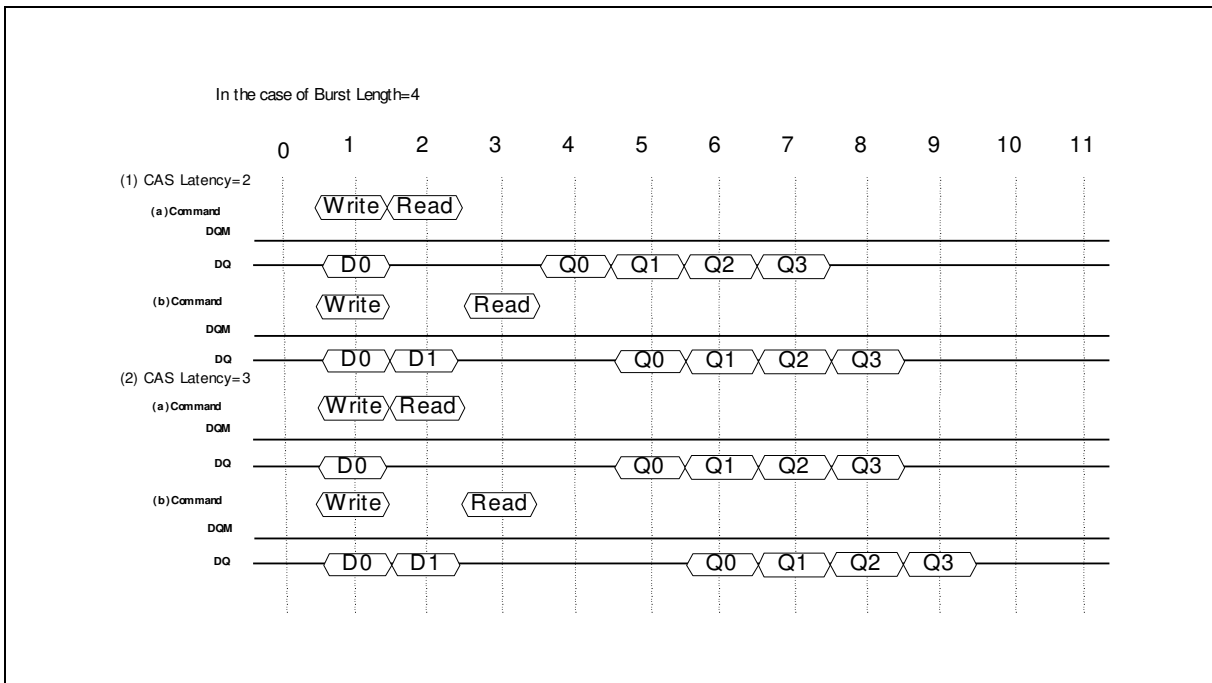 In the case of Burst Length=4
0 1 2 3 4 5 6 7 8 9 10 11
(1) CAS Latency=2
(a)Command Write Read
DQM
DQ D0 Q0 Q1 Q2 Q3
(b)Command Write Read
DQM
DQ D0 D1 Q0 Q1 Q2 Q3
(2) CAS Latency=3
(a)Command Write Read
DQM
DQ D0 Q0 Q1 Q2 Q3
(b)Command Write Read
DQM
DQ D0 D1 Q0 Q1 Q2 Q3